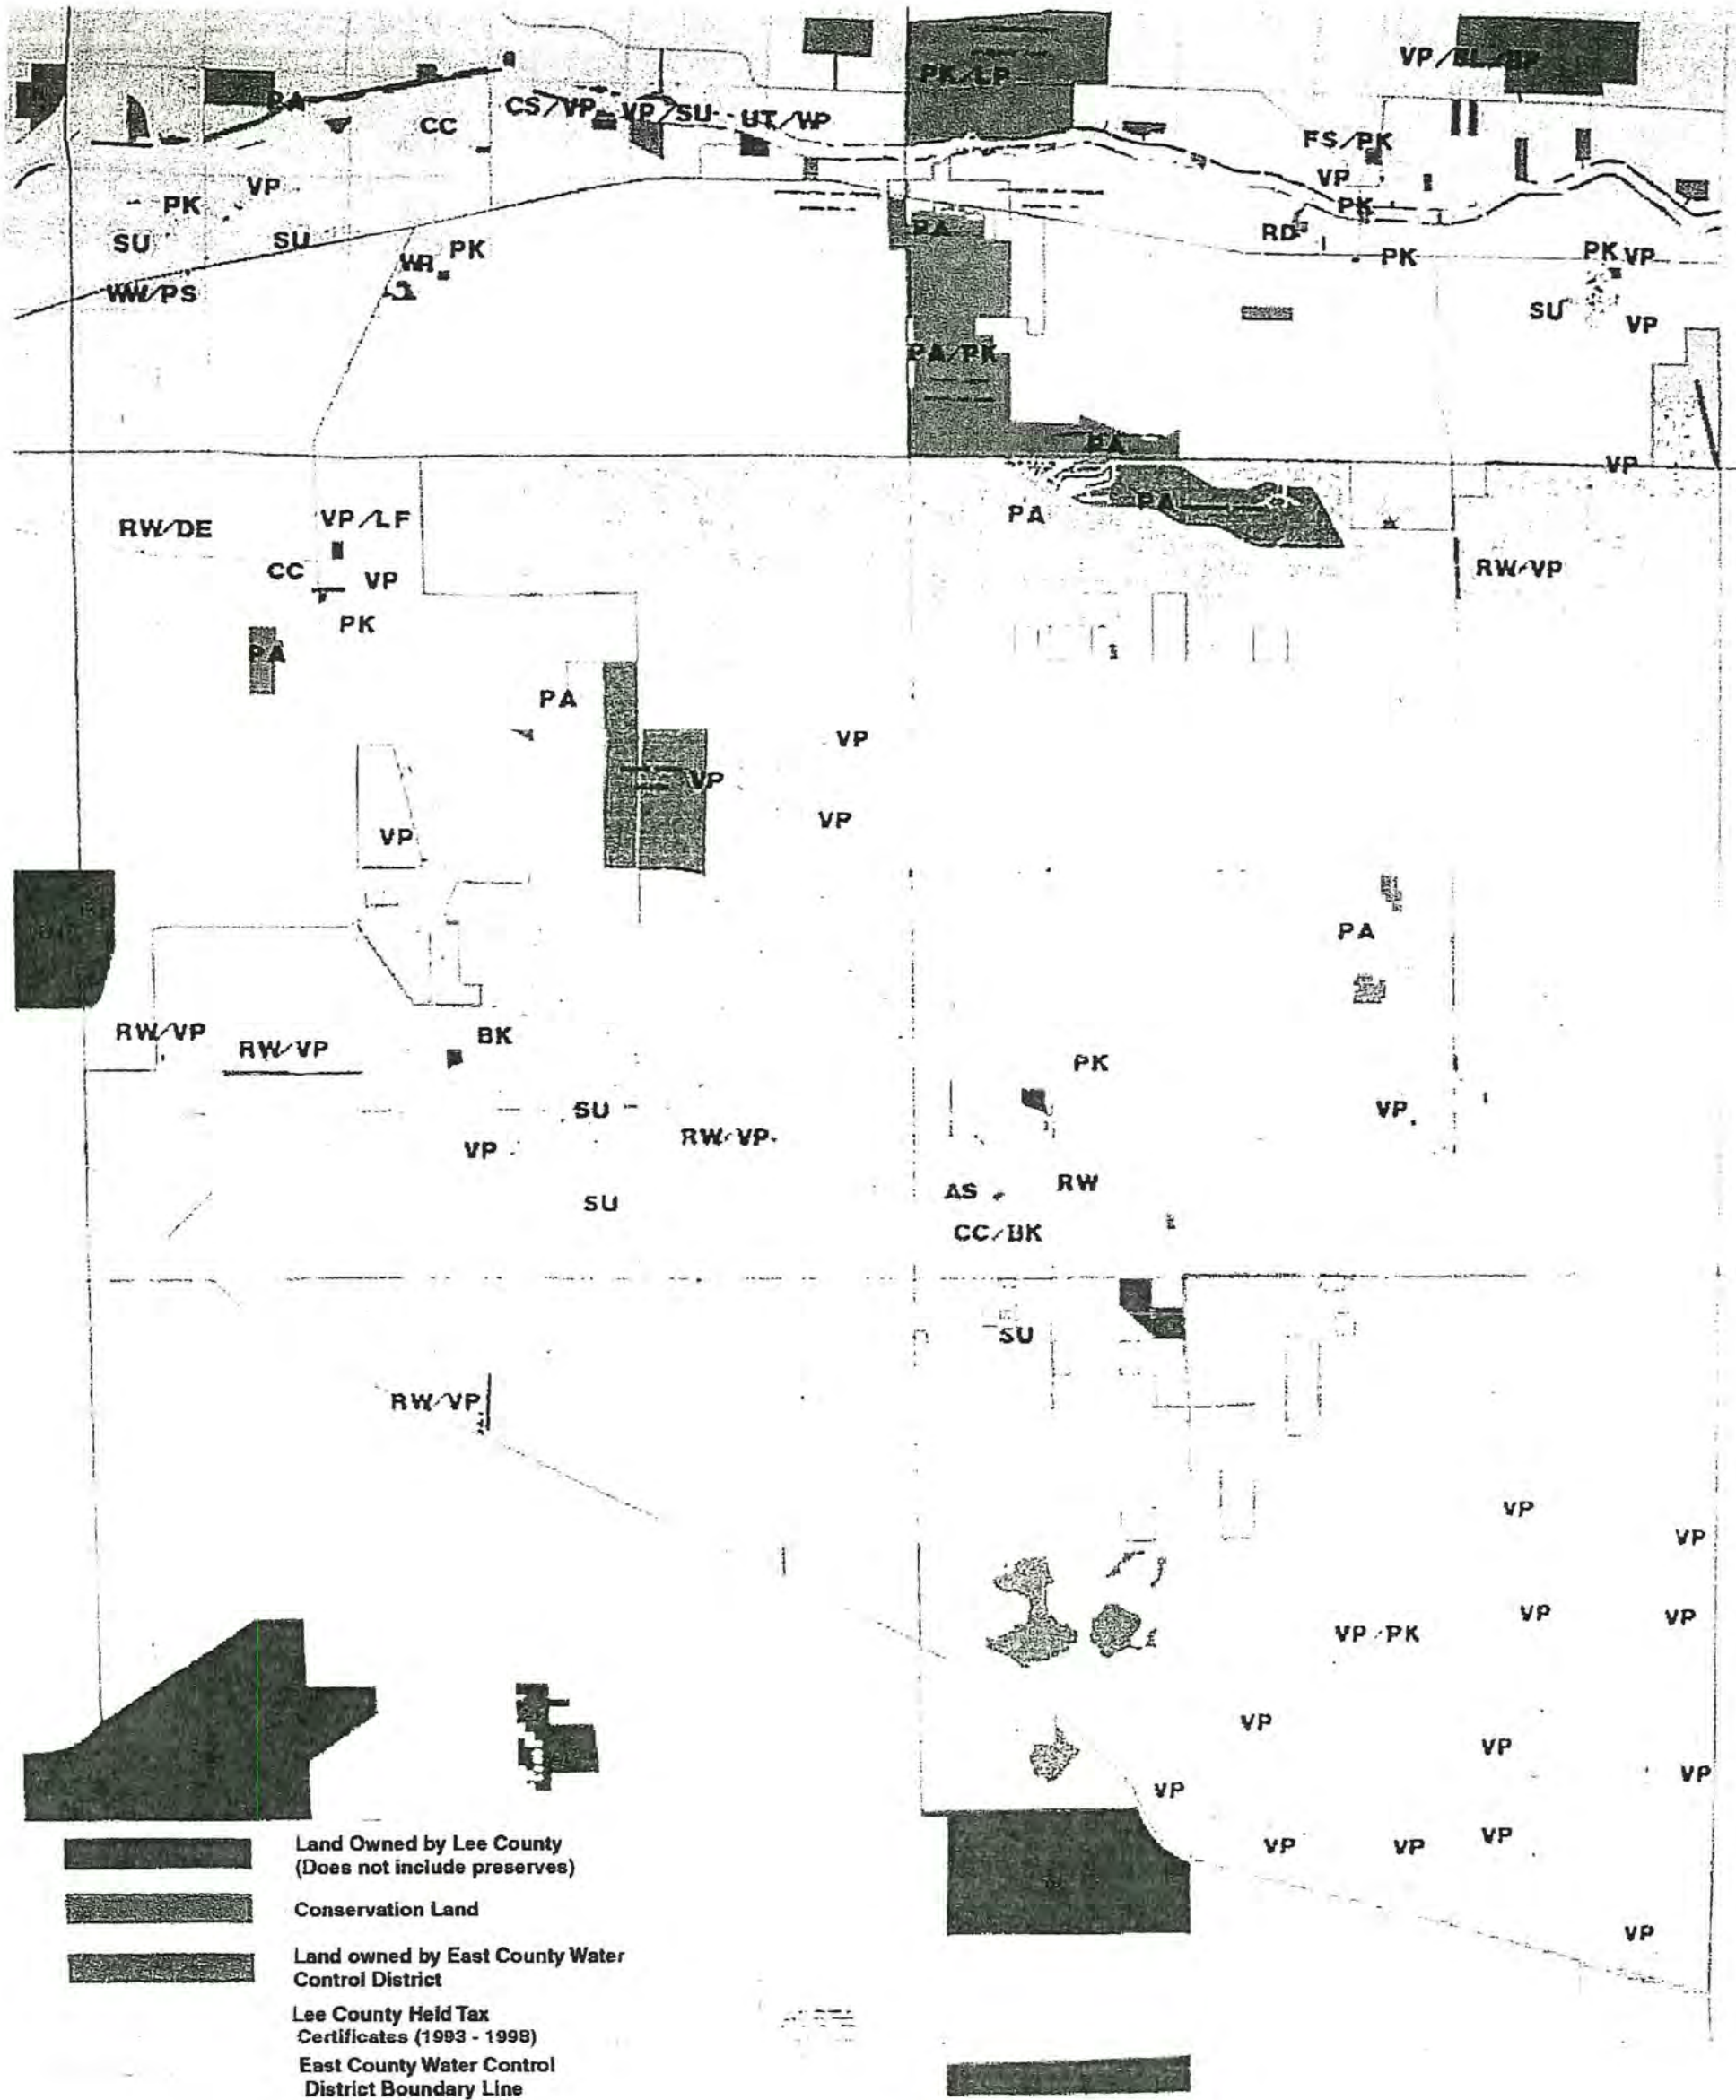 PK/LP
BA
CC
CS/VP
VP/SU
UT/WP
FS/PK
VP
PK
VP
PK
SU
SU
WR
PK
WW/PS
PA
RD
PK
PK
VP
SU
VP
PA/PK
PA
VP
RW/DE
VP/LF
PA
PA
CC
VP
RW/VP
PK
PA
PA
VP
VP
VP
VP
PA
RW/VP
RW/VP
BK
PK
SU
VP
VP
RW/VP
SU
AS
RW
CC/BK
SU
RW/VP
VP
VP
VP
VP
VP/PK
VP
VP
VP
VP
VP
VP
VP
VP
Land Owned by Lee County
(Does not include preserves)
Conservation Land
Land owned by East County Water
Control District
Lee County Held Tax
Certificates (1993 - 1998)
East County Water Control
District Boundary Line